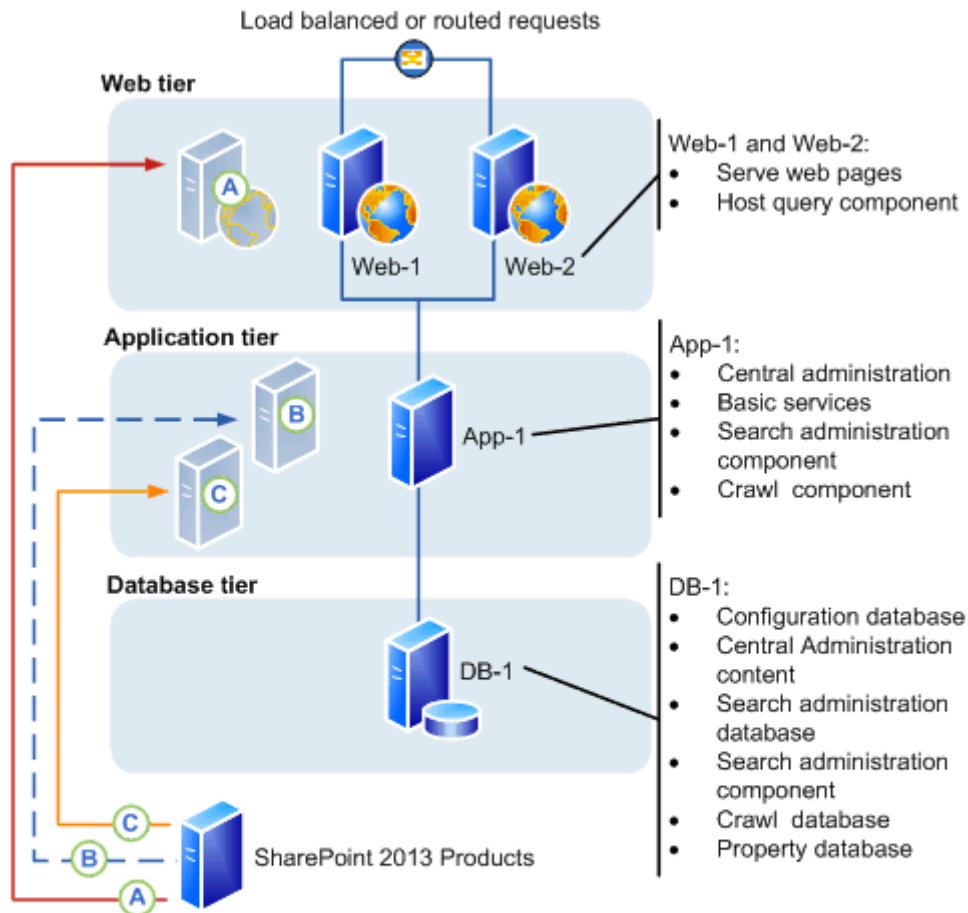 Load balanced or routed requests
Web tier
A
Web-1
Web-2
Web-1 and Web-2:
• Serve web pages
• Host query component
Application tier
B
C
App-1
App-1:
• Central administration
• Basic services
• Search administration
component
• Crawl component
Database tier
DB-1
DB-1:
• Configuration database
• Central Administration
content
• Search administration
database
• Search administration
component
• Crawl database
• Property database
C
B
A
SharePoint 2013 Products